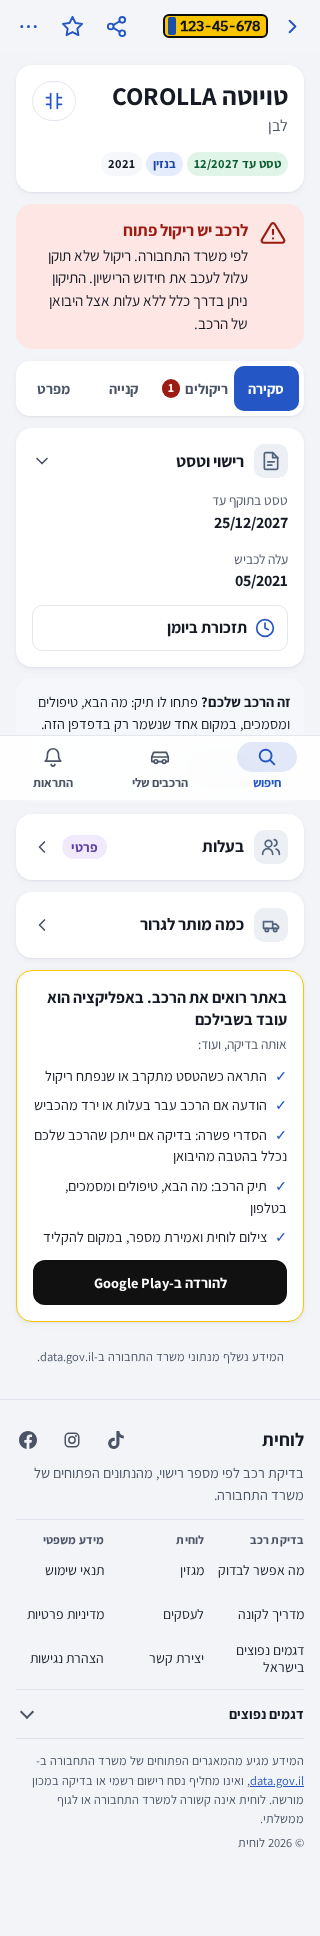 123-45-678
טויוטה COROLLA
לבן
טסט עד 12/2027
בנזין
2021
לרכב יש ריקול פתוח
לפי משרד התחבורה. ריקול שלא תוקן
עלול לעכב את חידוש הרישיון. התיקון
ניתן בדרך כלל ללא עלות אצל היבואן
של הרכב.
סקירה
ריקולים 1
קנייה
מפרט
רישוי וטסט
טסט בתוקף עד
25/12/2027
עלה לכביש
05/2021
תזכורת ביומן
זה הרכב שלכם? פתחו לו תיק: מה הבא, טיפולים
ומסמכים, במקום אחד שנשמר רק בדפדפן הזה.
חיפוש
הרכבים שלי
התראות
בעלות
פרטי
כמה מותר לגרור
באתר רואים את הרכב. באפליקציה הוא
עובד בשבילכם
אותה בדיקה, ועוד:
✓ התראה כשהטסט מתקרב או שנפתח ריקול
✓ הודעה אם הרכב עבר בעלות או ירד מהכביש
✓ הסדרי פשרה: בדיקה אם ייתכן שהרכב שלכם
נכלל בהטבה מהיבואן
✓ תיק הרכב: מה הבא, טיפולים ומסמכים,
בטלפון
✓ צילום לוחית ואמירת מספר, במקום להקליד
להורדה ב-Google Play
המידע נשלף מנתוני משרד התחבורה ב-data.gov.il.
לוחית
בדיקת רכב לפי מספר רישוי, מהנתונים הפתוחים של
משרד התחבורה.
בדיקת רכב
לוחית
מידע משפטי
מה אפשר לבדוק
מגזין
תנאי שימוש
מדריך לקונה
לעסקים
מדיניות פרטיות
דגמים נפוצים
בישראל
יצירת קשר
הצהרת נגישות
דגמים נפוצים
המידע מגיע מהמאגרים הפתוחים של משרד התחבורה ב-
data.gov.il, ואינו מחליף נסח רישום רשמי או בדיקה במכון
מורשה. לוחית אינה קשורה למשרד התחבורה או לגוף
ממשלתי.
© 2026 לוחית